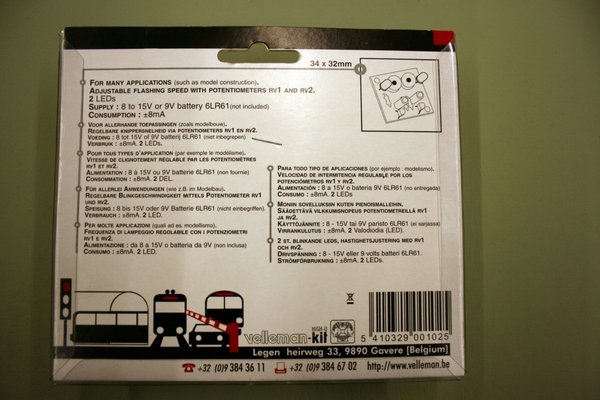 34 x 32mm
FOR MANY APPLICATIONS (such as model construction).
ADJUSTABLE FLASHING SPEED WITH POTENTIOMETERS RV1 AND RV2.
2 LEDs
SUPPLY : 8 to 15V or 9V battery 6LR61 (not included)
CONSUMPTION : ±8mA
VOOR ALLERHANDE TOEPASSINGEN (zoals modelbouw).
REGELBARE KNIPPERSNELHEID VIA POTENTIOMETERS RV1 EN RV2.
VOEDING : 8 tot 15V of 9V batterij 6LR61 (niet inbegrepen)
VERBRUIK : ±8mA. 2 LEDs.
POUR TOUS TYPES D'APPLICATION (par exemple le modélisme).
VITESSE DE CLIGNOTEMENT RÉGLABLE PAR LES POTENTIOMÈTRES
RV1 ET RV2.
ALIMENTATION : 8 à 15V ou 9V batterie 6LR61 (non fournie)
CONSOMMATION : ±8mA. 2 DEL.
FÜR ALLERLEI ANWENDUNGEN (wie z.B. im Modelbau).
REGELBARE BLINKGESCHWINDIGKEIT MITTELS POTENTIOMETER RV1
UND RV2.
SPEISUNG : 8 bis 15V oder 9V Batterie 6LR61 (nicht einbegriffen).
VERBRAUCH : ±8mA. 2 LED.
PER MOLTE APPLICAZIONI (quali ad es. modellismo).
FREQUENZA DI LAMPEGGIO REGOLABILE CON I POTENZIOMETRI
RV1 E RV2.
ALIMENTAZIONE : da 8 a 15V o batteria da 9V (non inclusa)
CONSUMO : ±8mA. 2 LED.
PARA TODO TIPO DE APLICACIONES (por ejemplo : modelismo).
VELOCIDAD DE INTERMITENCIA REGULABLE POR LOS
POTENCIÓMETROS RV1 Y RV2.
ALIMENTACIÓN : 8 a 15V o batería 9V 6LR61 (no entregada)
CONSUMO : ±8mA. 2 LEDs
MONIIN SOVELLUKSIIN KUTEN PIENOISMALLEIHIN.
SÄÄDETTÄVÄ VILKKUMISNOPEUS POTENTIOMETREILLÄ RV1
JA RV2.
KÄYTTÖJÄNNITE : 8 - 15V tai 9V paristo 6LR61 (ei sarjassa)
VIRRANKULUTUS : ±8mA. 2 Valodiodia (LED).
2 ST. BLINKANDE LEDS, HASTIGHETSJUSTERING MED RV1
OCH RV2.
DRIVSPÄNNING : 8 - 15V eller 9 volts batteri 6LR61.
STRÖMFÖRBRUKNING : ±8mA. 2 LEDs.
HIGH-Q
velleman-kit
5 410329 001025
Legen heirweg 33, 9890 Gavere [Belgium]
+32 (0)9 384 36 11 +32 (0)9 384 67 02 http://www.velleman.be